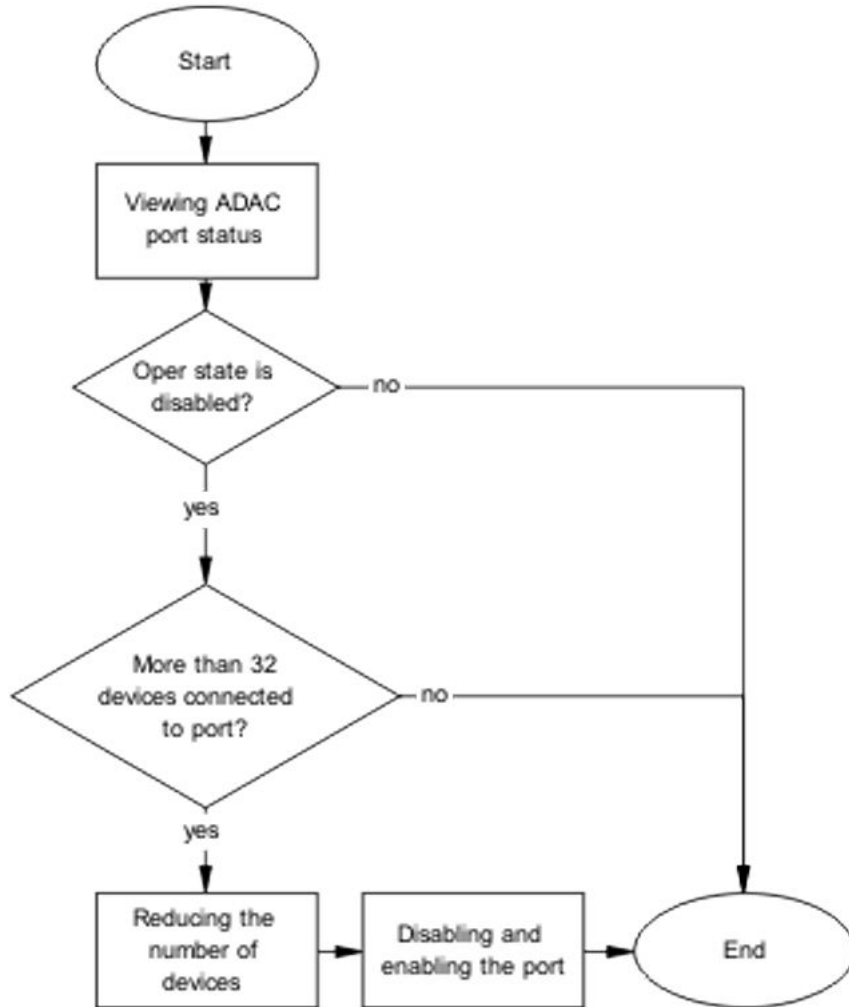 Start
Viewing ADAC
port status
Oper state is
disabled?
no
yes
More than 32
devices connected
to port?
no
yes
Reducing the
number of
devices
Disabling and
enabling the port
End